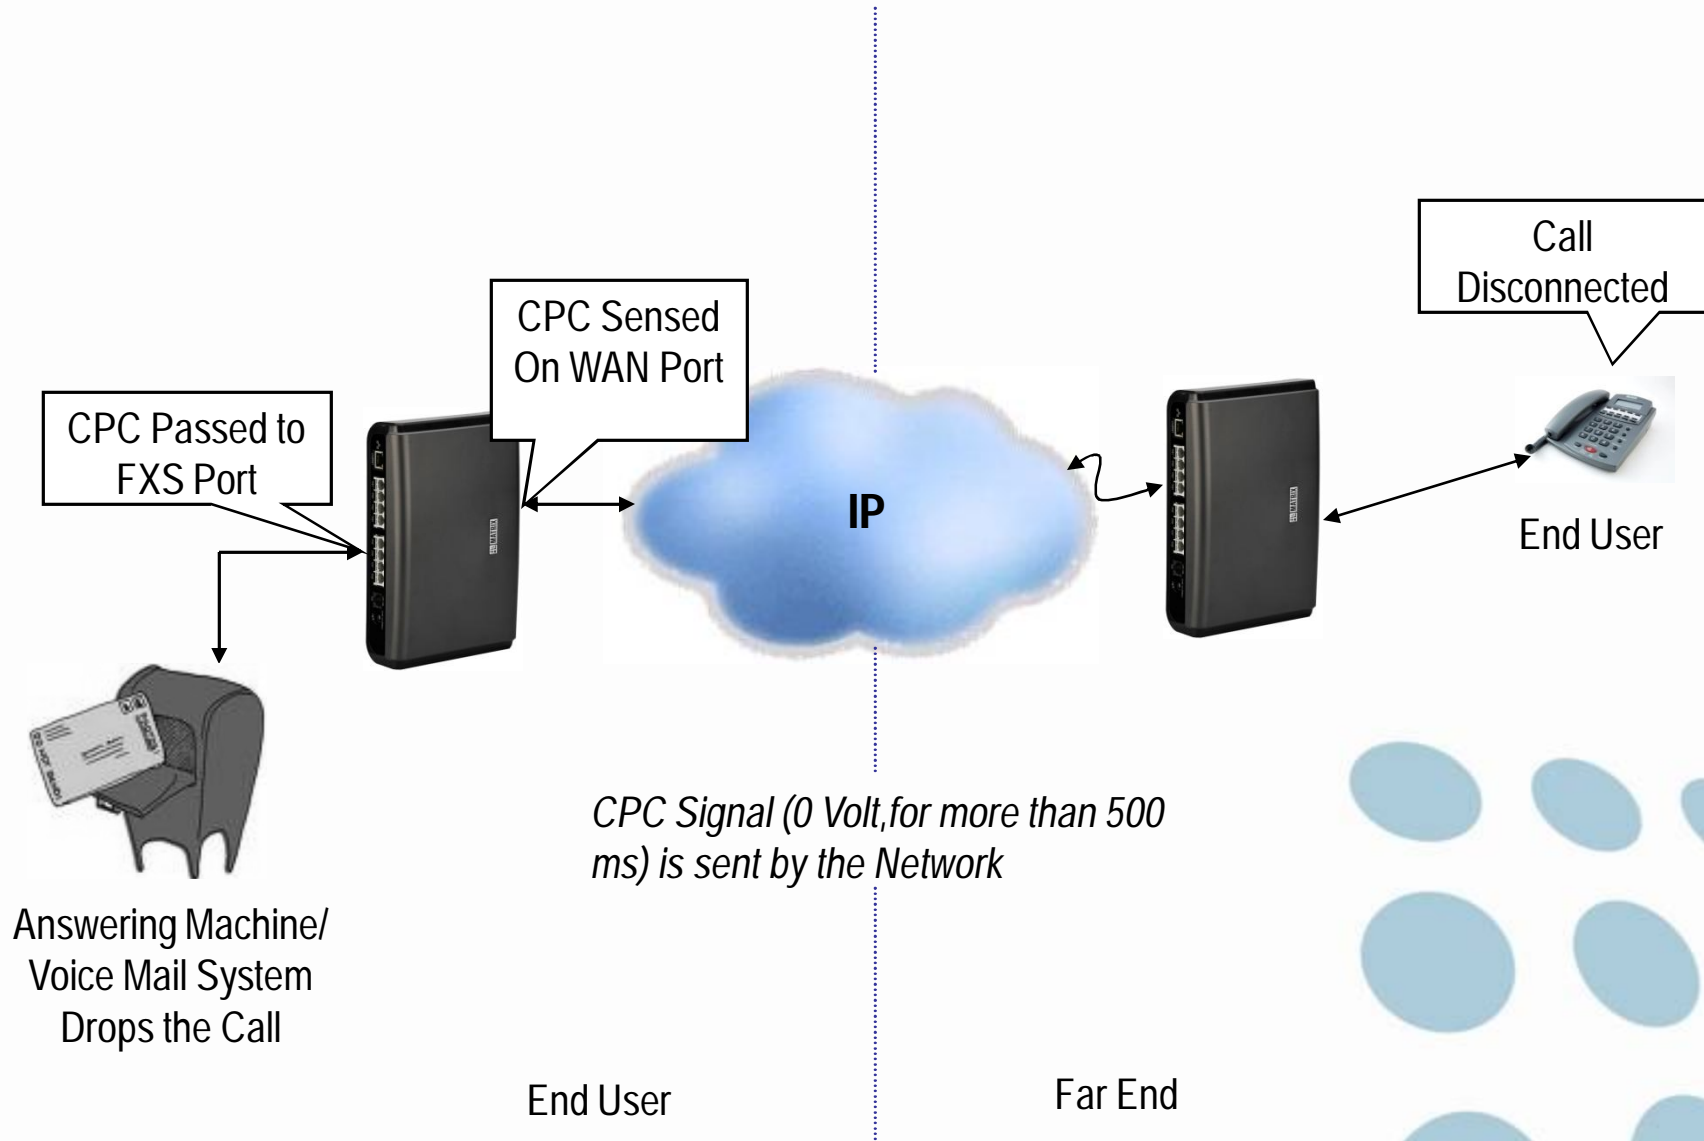 Call
Disconnected
CPC Sensed
On WAN Port
CPC Passed to
FXS Port
IP
End User
CPC Signal (0 Volt,for more than 500
ms) is sent by the Network
Answering Machine/
Voice Mail System
Drops the Call
End User
Far End